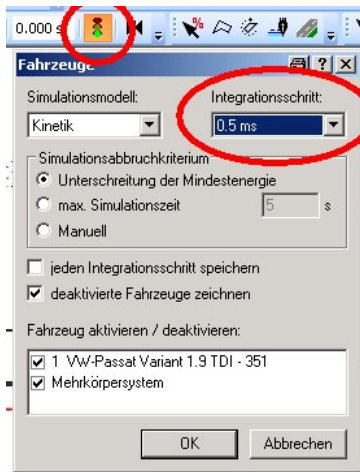 0.000 s
Fahrzeuge
Simulationsmodell: Integrationsschritt:
Kinetik 0.5 ms
Simulationsabbruchkriterium
Unterschreitung der Mindestenergie
max. Simulationszeit 5 s
Manuell
jeden Integrationsschritt speichern
deaktivierte Fahrzeuge zeichnen
Fahrzeug aktivieren / deaktivieren:
1 VW-Passat Variant 1.9 TDI - 351
Mehrkörpersystem
OK Abbrechen